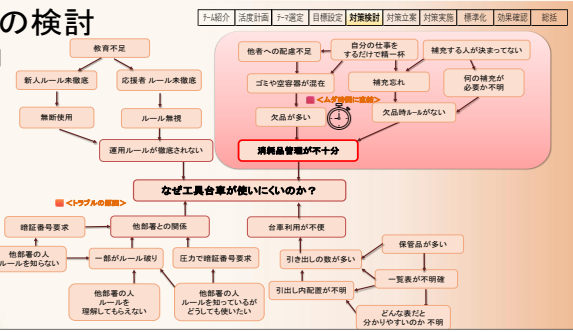 の検討
チーム紹介
活度計画
テーマ選定
目標設定
対策検討
対策立案
対策実施
標準化
効果確認
総括
教育不足
新人ルール未徹底
応援者 ルール未徹底
無断使用
ルール無視
運用ルールが徹底されない
他者への配慮不足
自分の仕事を
するだけで精一杯
補充する人が決まってない
ゴミや空容器が混在
補充忘れ
何の補充が
必要か不明
<ムダ時間に直結>
欠品が多い
欠品時ルールがない
消耗品管理が不十分
なぜ工具台車が使いにくいのか？
<トラブルの原因>
暗証番号要求
他部署との関係
台車利用が不便
他部署の人
ルールを知らない
一部がルール破り
圧力で暗証番号要求
引き出しの数が多い
保管品が多い
一覧表が不明確
引出し内配置が不明
他部署の人
ルールを
理解してもらえない
他部署の人
ルールを知っているが
どうしても使いたい
どんな表だと
分かりやすいのか 不明